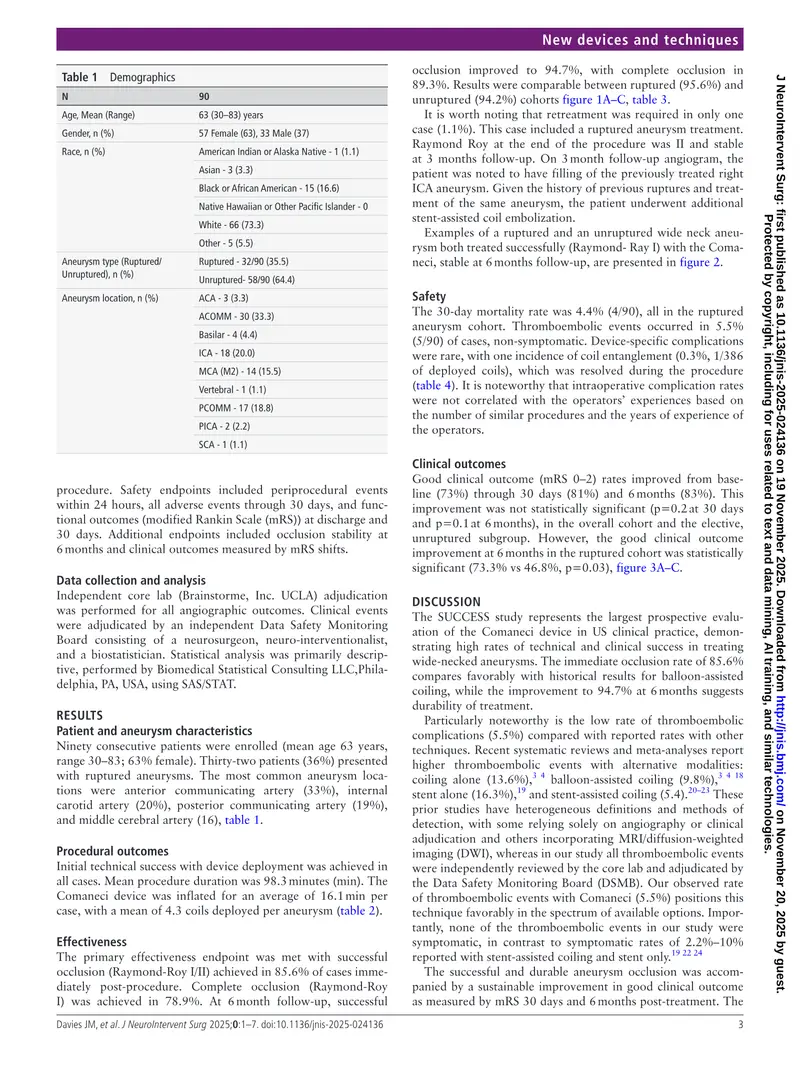 New devices and techniques
Table 1 Demographics
N 90
Age, Mean (Range) 63 (30–83) years
Gender, n (%) 57 Female (63), 33 Male (37)
Race, n (%) American Indian or Alaska Native - 1 (1.1)
Asian - 3 (3.3)
Black or African American - 15 (16.6)
Native Hawaiian or Other Pacific Islander - 0
White - 66 (73.3)
Other - 5 (5.5)
Aneurysm type (Ruptured/
Unruptured), n (%)
Ruptured - 32/90 (35.5)
Unruptured- 58/90 (64.4)
Aneurysm location, n (%) ACA - 3 (3.3)
ACOMM - 30 (33.3)
Basilar - 4 (4.4)
ICA - 18 (20.0)
MCA (M2) - 14 (15.5)
Vertebral - 1 (1.1)
PCOMM - 17 (18.8)
PICA - 2 (2.2)
SCA - 1 (1.1)
procedure. Safety endpoints included periprocedural events
within 24 hours, all adverse events through 30 days, and func-
tional outcomes (modified Rankin Scale (mRS)) at discharge and
30 days. Additional endpoints included occlusion stability at
6 months and clinical outcomes measured by mRS shifts.
Data collection and analysis
Independent core lab (Brainstorme, Inc. UCLA) adjudication
was performed for all angiographic outcomes. Clinical events
were adjudicated by an independent Data Safety Monitoring
Board consisting of a neurosurgeon, neuro-interventionalist,
and a biostatistician. Statistical analysis was primarily descrip-
tive, performed by Biomedical Statistical Consulting LLC,Phila-
delphia, PA, USA, using SAS/STAT.
RESULTS
Patient and aneurysm characteristics
Ninety consecutive patients were enrolled (mean age 63 years,
range 30–83; 63% female). Thirty-two patients (36%) presented
with ruptured aneurysms. The most common aneurysm loca-
tions were anterior communicating artery (33%), internal
carotid artery (20%), posterior communicating artery (19%),
and middle cerebral artery (16), table 1.
Procedural outcomes
Initial technical success with device deployment was achieved in
all cases. Mean procedure duration was 98.3 minutes (min). The
Comaneci device was inflated for an average of 16.1 min per
case, with a mean of 4.3 coils deployed per aneurysm (table 2).
Effectiveness
The primary effectiveness endpoint was met with successful
occlusion (Raymond-Roy I/II) achieved in 85.6% of cases imme-
diately post-procedure. Complete occlusion (Raymond-Roy
I) was achieved in 78.9%. At 6 month follow-up, successful
occlusion improved to 94.7%, with complete occlusion in
89.3%. Results were comparable between ruptured (95.6%) and
unruptured (94.2%) cohorts figure 1A–C, table 3.
It is worth noting that retreatment was required in only one
case (1.1%). This case included a ruptured aneurysm treatment.
Raymond Roy at the end of the procedure was II and stable
at 3 months follow-up. On 3 month follow-up angiogram, the
patient was noted to have filling of the previously treated right
ICA aneurysm. Given the history of previous ruptures and treat-
ment of the same aneurysm, the patient underwent additional
stent-assisted coil embolization.
Examples of a ruptured and an unruptured wide neck aneu-
rysm both treated successfully (Raymond- Ray I) with the Coma-
neci, stable at 6 months follow-up, are presented in figure 2.
Safety
The 30-day mortality rate was 4.4% (4/90), all in the ruptured
aneurysm cohort. Thromboembolic events occurred in 5.5%
(5/90) of cases, non-symptomatic. Device-specific complications
were rare, with one incidence of coil entanglement (0.3%, 1/386
of deployed coils), which was resolved during the procedure
(table 4). It is noteworthy that intraoperative complication rates
were not correlated with the operators’ experiences based on
the number of similar procedures and the years of experience of
the operators.
Clinical outcomes
Good clinical outcome (mRS 0–2) rates improved from base-
line (73%) through 30 days (81%) and 6 months (83%). This
improvement was not statistically significant (p=0.2 at 30 days
and p=0.1 at 6 months), in the overall cohort and the elective,
unruptured subgroup. However, the good clinical outcome
improvement at 6 months in the ruptured cohort was statistically
significant (73.3% vs 46.8%, p=0.03), figure 3A–C.
DISCUSSION
The SUCCESS study represents the largest prospective evalu-
ation of the Comaneci device in US clinical practice, demon-
strating high rates of technical and clinical success in treating
wide-necked aneurysms. The immediate occlusion rate of 85.6%
compares favorably with historical results for balloon-assisted
coiling, while the improvement to 94.7% at 6 months suggests
durability of treatment.
Particularly noteworthy is the low rate of thromboembolic
complications (5.5%) compared with reported rates with other
techniques. Recent systematic reviews and meta-analyses report
higher thromboembolic events with alternative modalities:
coiling alone (13.6%),3 4 balloon-assisted coiling (9.8%),3 4 18
stent alone (16.3%),19 and stent-assisted coiling (5.4).20–23 These
prior studies have heterogeneous definitions and methods of
detection, with some relying solely on angiography or clinical
adjudication and others incorporating MRI/diffusion-weighted
imaging (DWI), whereas in our study all thromboembolic events
were independently reviewed by the core lab and adjudicated by
the Data Safety Monitoring Board (DSMB). Our observed rate
of thromboembolic events with Comaneci (5.5%) positions this
technique favorably in the spectrum of available options. Impor-
tantly, none of the thromboembolic events in our study were
symptomatic, in contrast to symptomatic rates of 2.2%–10%
reported with stent-assisted coiling and stent only.19 22 24
The successful and durable aneurysm occlusion was accom-
panied by a sustainable improvement in good clinical outcome
as measured by mRS 30 days and 6 months post-treatment. The
Davies JM, et al. J NeuroIntervent Surg 2025;0:1–7. doi:10.1136/jnis-2025-024136
3
J NeuroIntervent Surg: first published as 10.1136/jnis-2025-024136 on 19 November 2025. Downloaded from http://jnis.bmj.com/ on November 20, 2025 by guest.
Protected by copyright, including for uses related to text and data mining, AI training, and similar technologies.